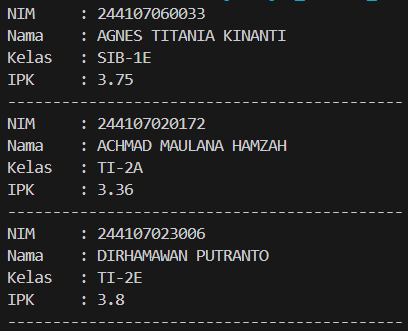 NIM     : 244107060033
Nama    : AGNES TITANIA KINANTI
Kelas   : SIB-1E
IPK     : 3.75
--------------------------------------------
NIM     : 244107020172
Nama    : ACHMAD MAULANA HAMZAH
Kelas   : TI-2A
IPK     : 3.36
--------------------------------------------
NIM     : 244107023006
Nama    : DIRHAMAWAN PUTRANTO
Kelas   : TI-2E
IPK     : 3.8
--------------------------------------------